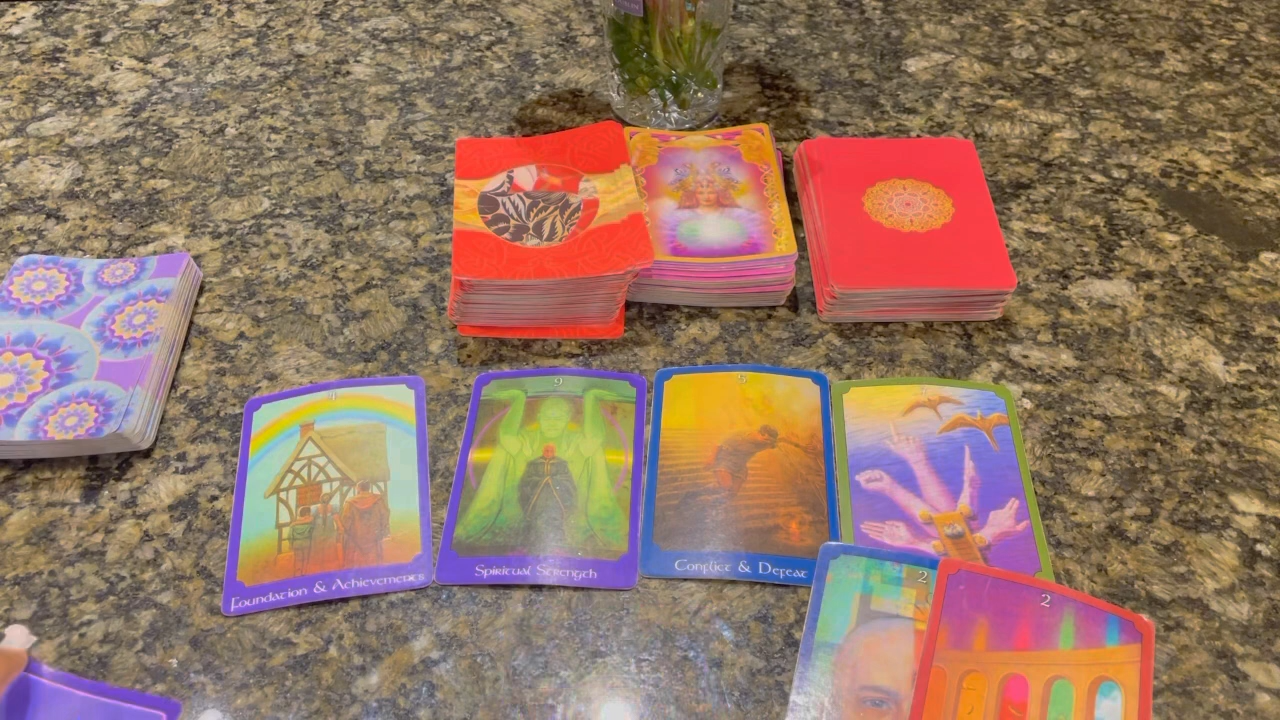 9
5
Foundation & Achievements
Spiritual Strength
Conflict & Defeat
2
2